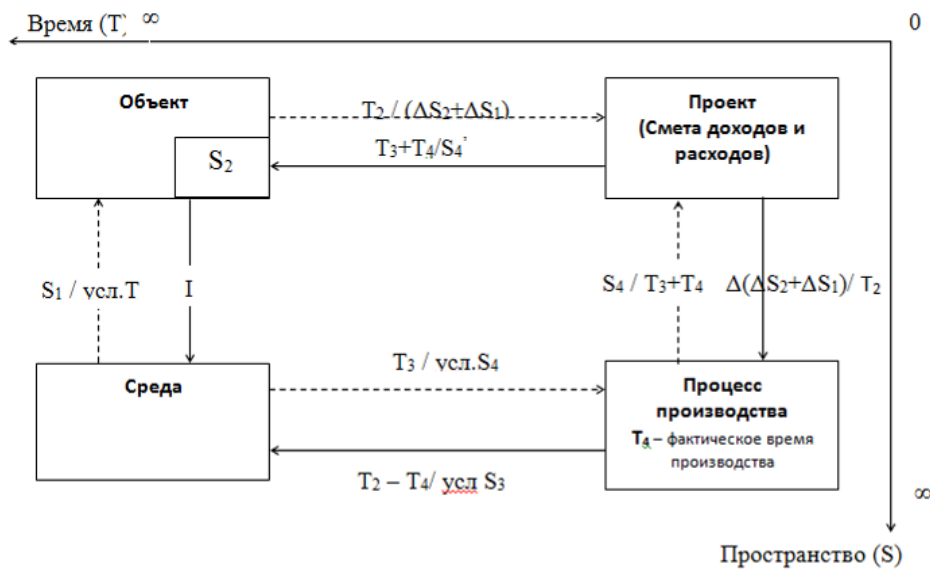 Время (T) ∞
0
Объект
S₂
T₂ / (ΔS₂+ΔS₁)
T₃+T₄/S₄’
Проект
(Смета доходов и
расходов)
S₁ / усл.T
I
S₄ / T₃+T₄
Δ(ΔS₂+ΔS₁)/ T₂
Среда
T₃ / усл.S₄
T₂ – T₄/ усл S₃
Процесс
производства
T₄ – фактическое время
производства
∞
Пространство (S)